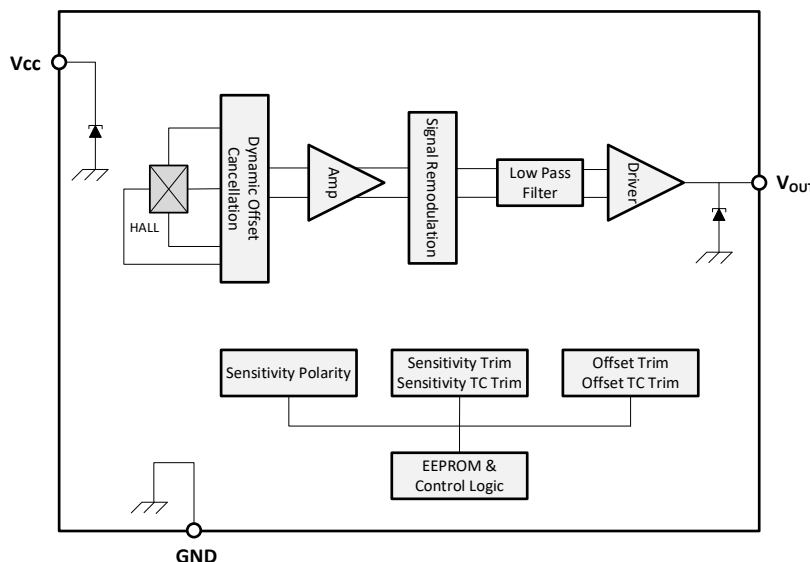 Vcc
HALL
Dynamic Offset
Cancellation
Amp
Signal Remodulation
Low Pass
Filter
Driver
VOUT
Sensitivity Polarity
Sensitivity Trim
Sensitivity TC Trim
Offset Trim
Offset TC Trim
EEPROM &
Control Logic
GND